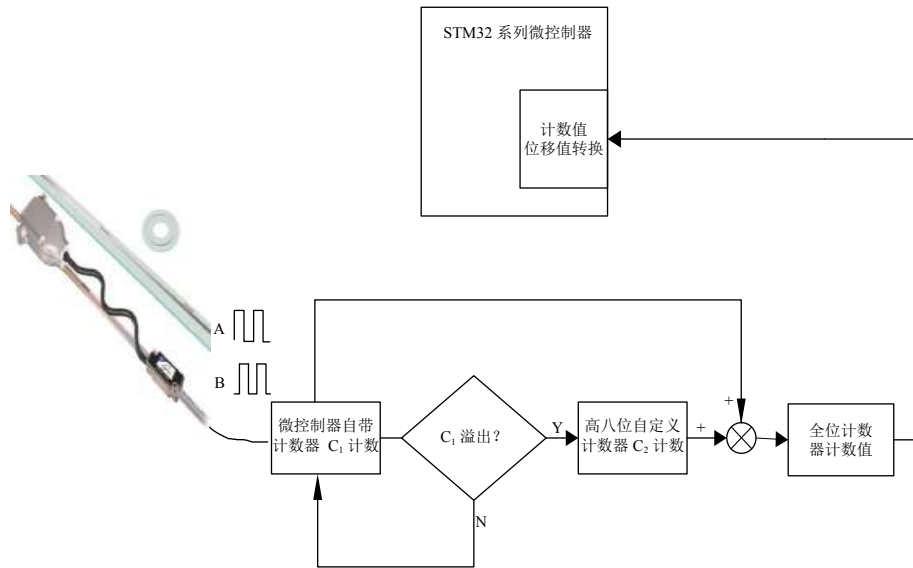 STM32 系列微控制器
计数值
位移值转换
A
B
微控制器自带
计数器 C₁ 计数
C₁ 溢出？
Y
N
高八位自定义
计数器 C₂ 计数
+
+
全位计数
器计数值